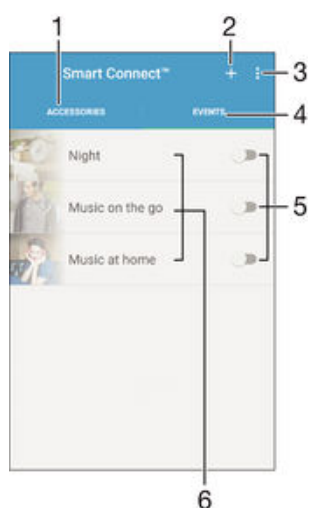 1
2
Smart Connect™
3
ACCESSORIES
EVENTS
4
Night
Music on the go
5
Music at home
6